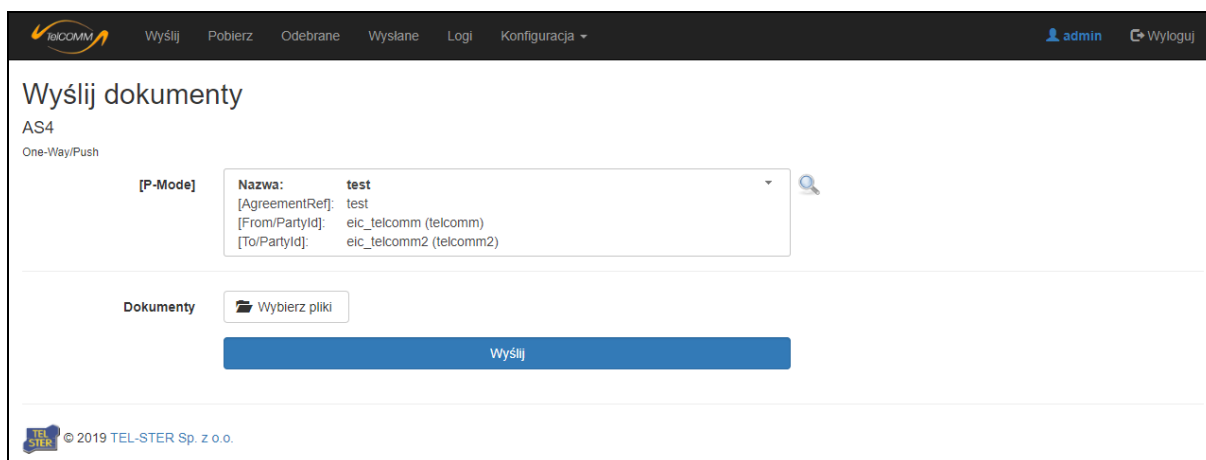 TelCOMM Wyślij Pobierz Odebrane Wysłane Logi Konfiguracja admin Wyloguj
Wyślij dokumenty
AS4
One-Way/Push
[P-Mode] Nazwa: test
[AgreementRef]: test
[From/PartyId]: eic_telcomm (telcomm)
[To/PartyId]: eic_telcomm2 (telcomm2)
Dokumenty Wybierz pliki
Wyślij
TEL STER © 2019 TEL-STER Sp. z o.o.